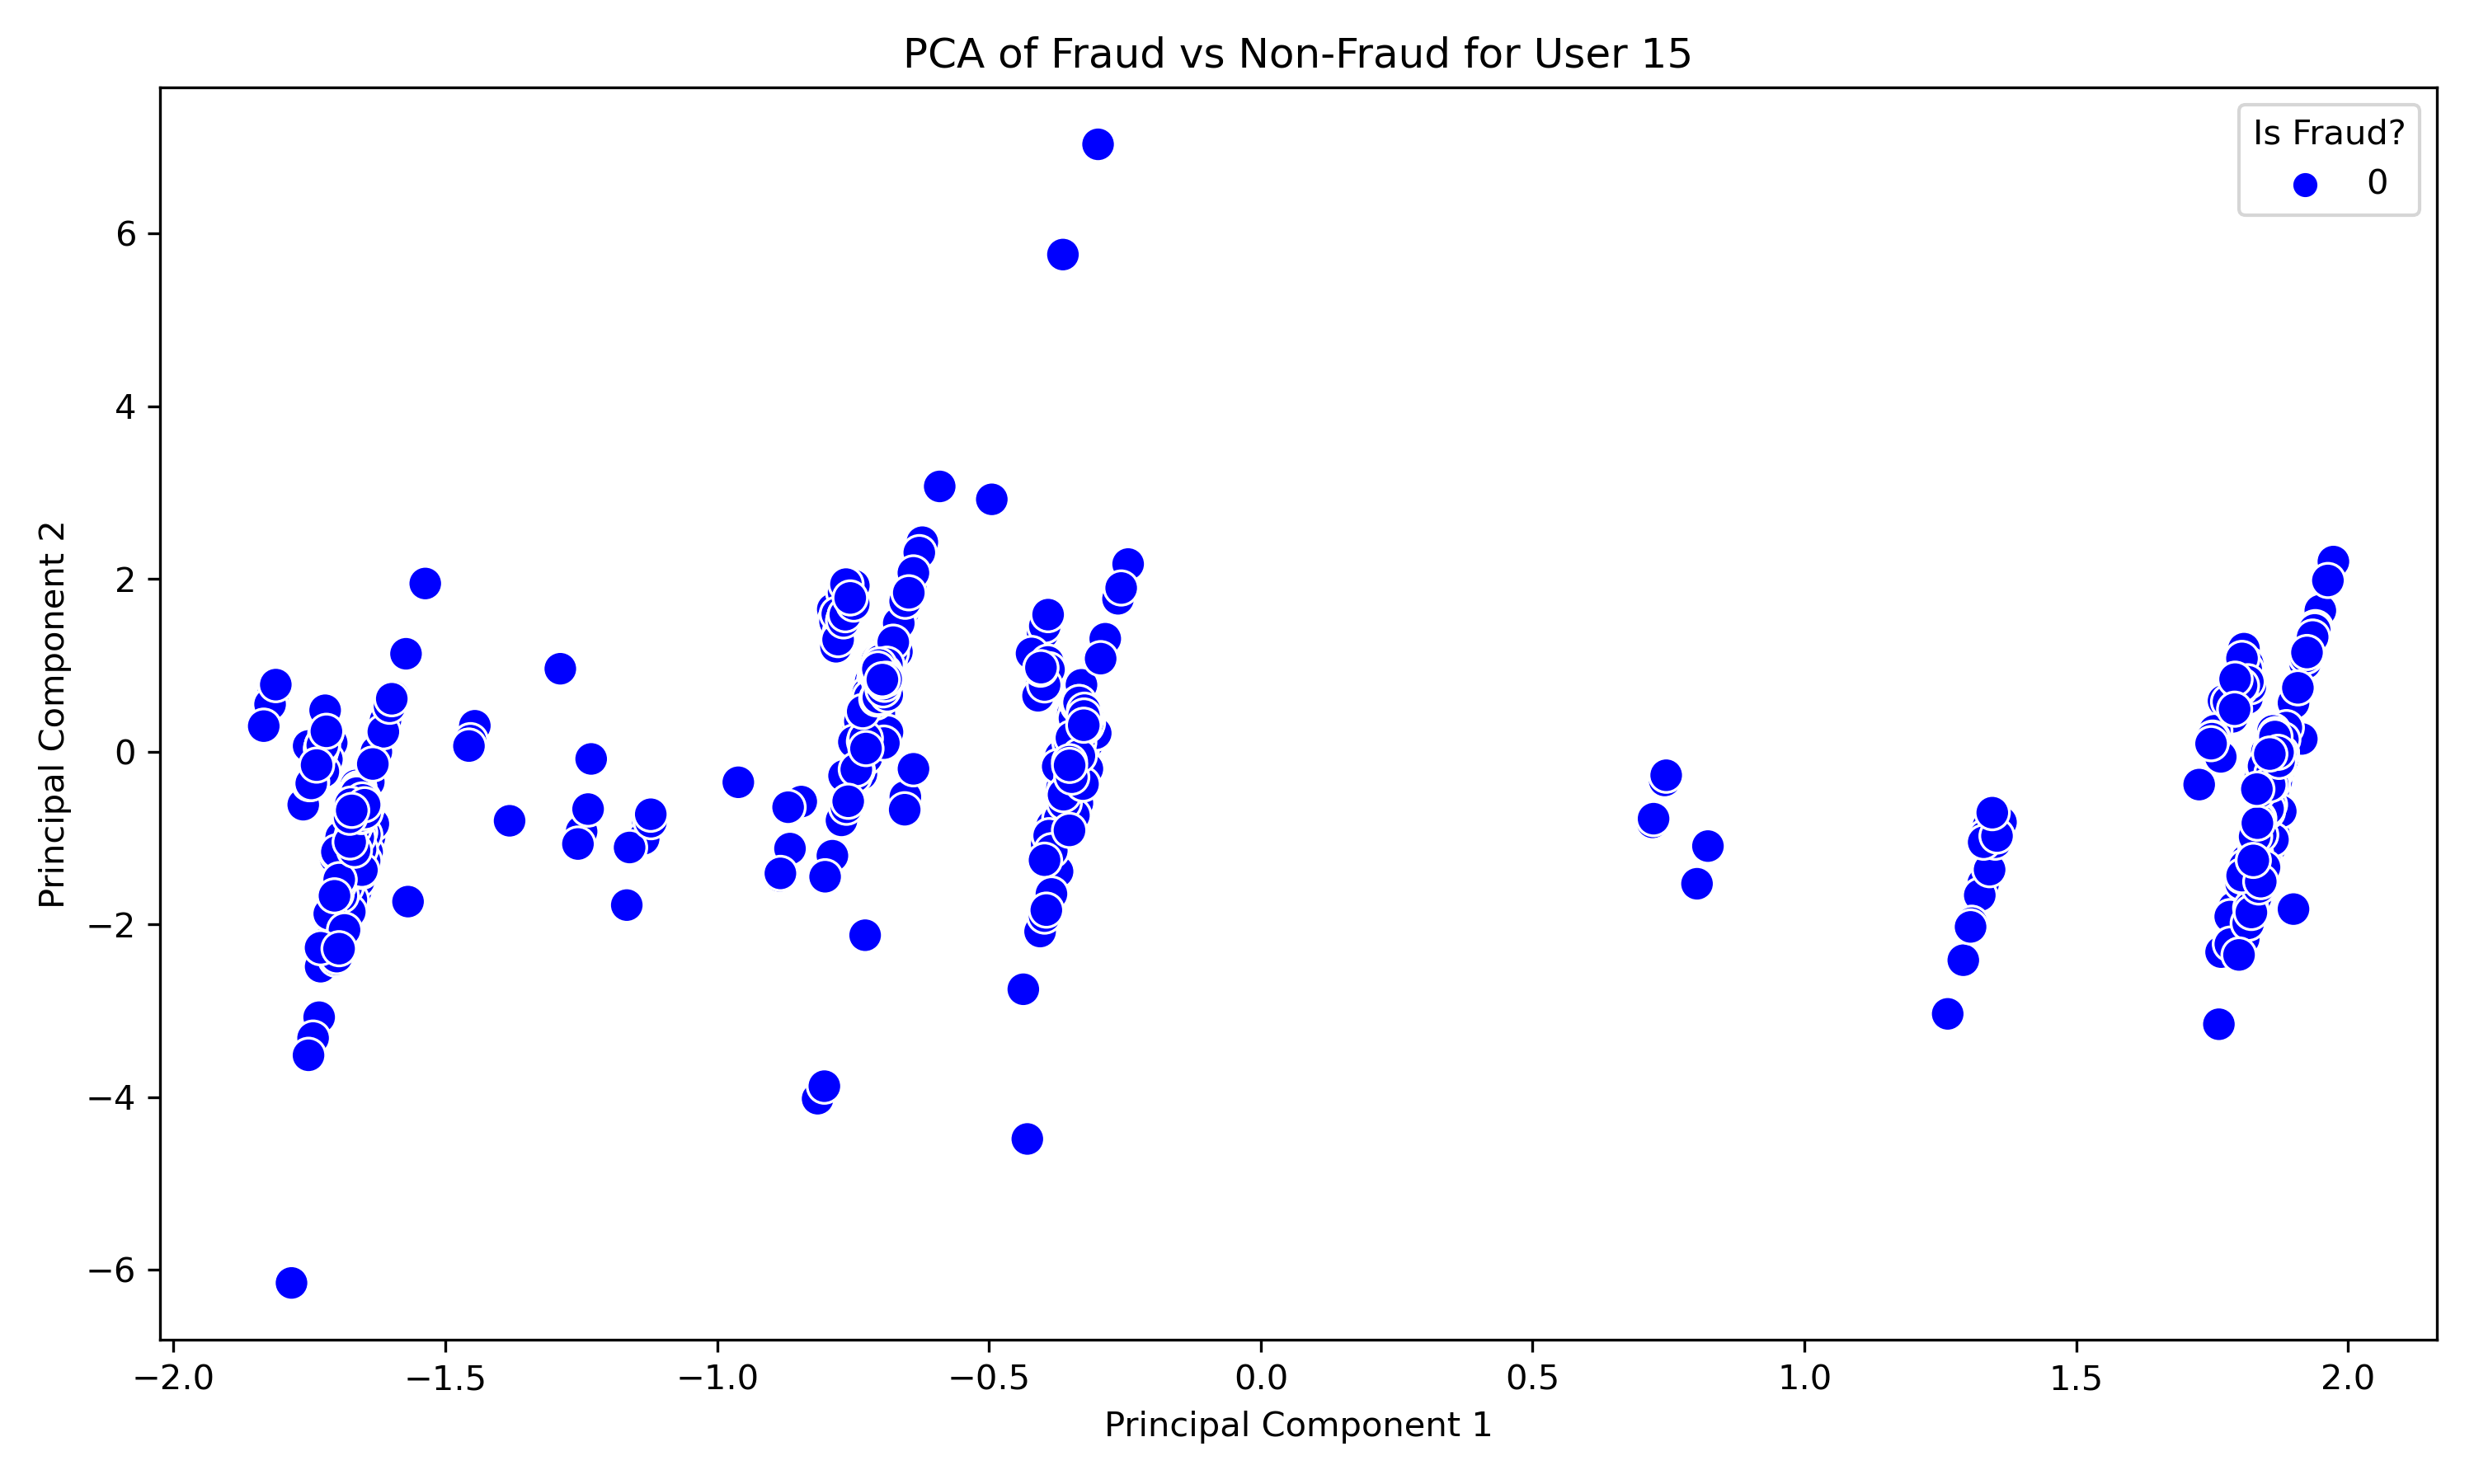 PCA of Fraud vs Non-Fraud for User 15
Is Fraud?
0
6
4
2
0
−2
−4
−6
Principal Component 2
−2.0 −1.5 −1.0 −0.5 0.0 0.5 1.0 1.5 2.0
Principal Component 1